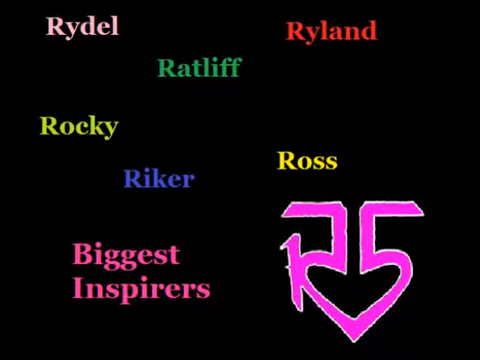 Rydel
Ryland
Ratliff
Rocky
Ross
Riker
Biggest
Inspirers
R5